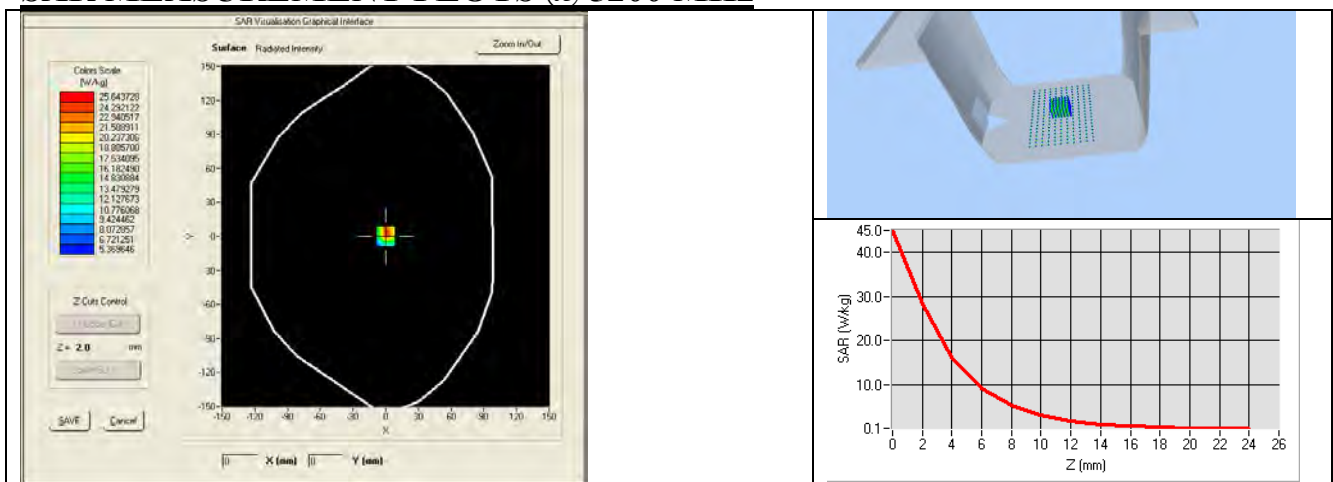 SAR Visualisation Graphical Interface
Surface Radiated Intensity
Zoom In/Out
Colors Scale
(W/kg)
25.643728
24.292122
22.940517
21.588911
20.237306
18.885700
17.534095
16.182490
14.830884
13.479279
12.127673
10.776068
9.424462
8.072857
6.721251
5.369646
Z Cuts Control
Z = 2.0 mm
SAVE Cancel
150
120
90
60
30
0
-30
-60
-90
-120
-150
Y
-150 -120 -90 -60 -30 0 30 60 90 120 150
X
0 X (mm) 0 Y (mm)
45.0
40.0
30.0
20.0
10.0
0.1
SAR (W/kg)
0 2 4 6 8 10 12 14 16 18 20 22 24 26
Z (mm)